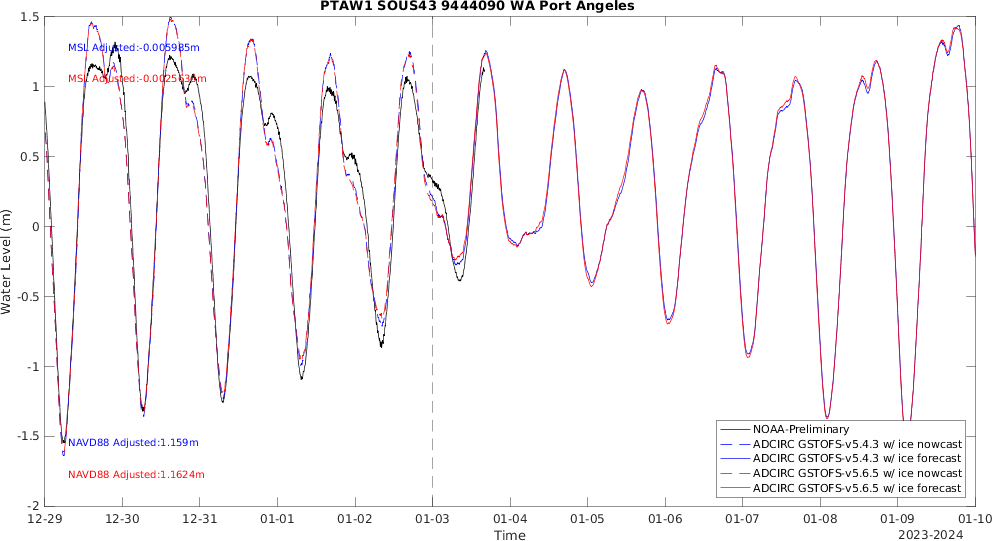 PTAW1 SOUS43 9444090 WA Port Angeles
Water Level (m)
1.5
1
0.5
0
-0.5
-1
-1.5
-2
MSL Adjusted:-0.005985m
MSL Adjusted:
NAVD88 Adjusted:1.159m
NAVD88 Adjusted:1.1624m
NOAA-Preliminary
ADCIRC GSTOFS-v5.4.3 w/ ice nowcast
ADCIRC GSTOFS-v5.4.3 w/ ice forecast
ADCIRC GSTOFS-v5.6.5 w/ ice nowcast
ADCIRC GSTOFS-v5.6.5 w/ ice forecast
12-29 12-30 12-31 01-01 01-02 01-03 01-04 01-05 01-06 01-07 01-08 01-09 01-10
Time
2023-2024